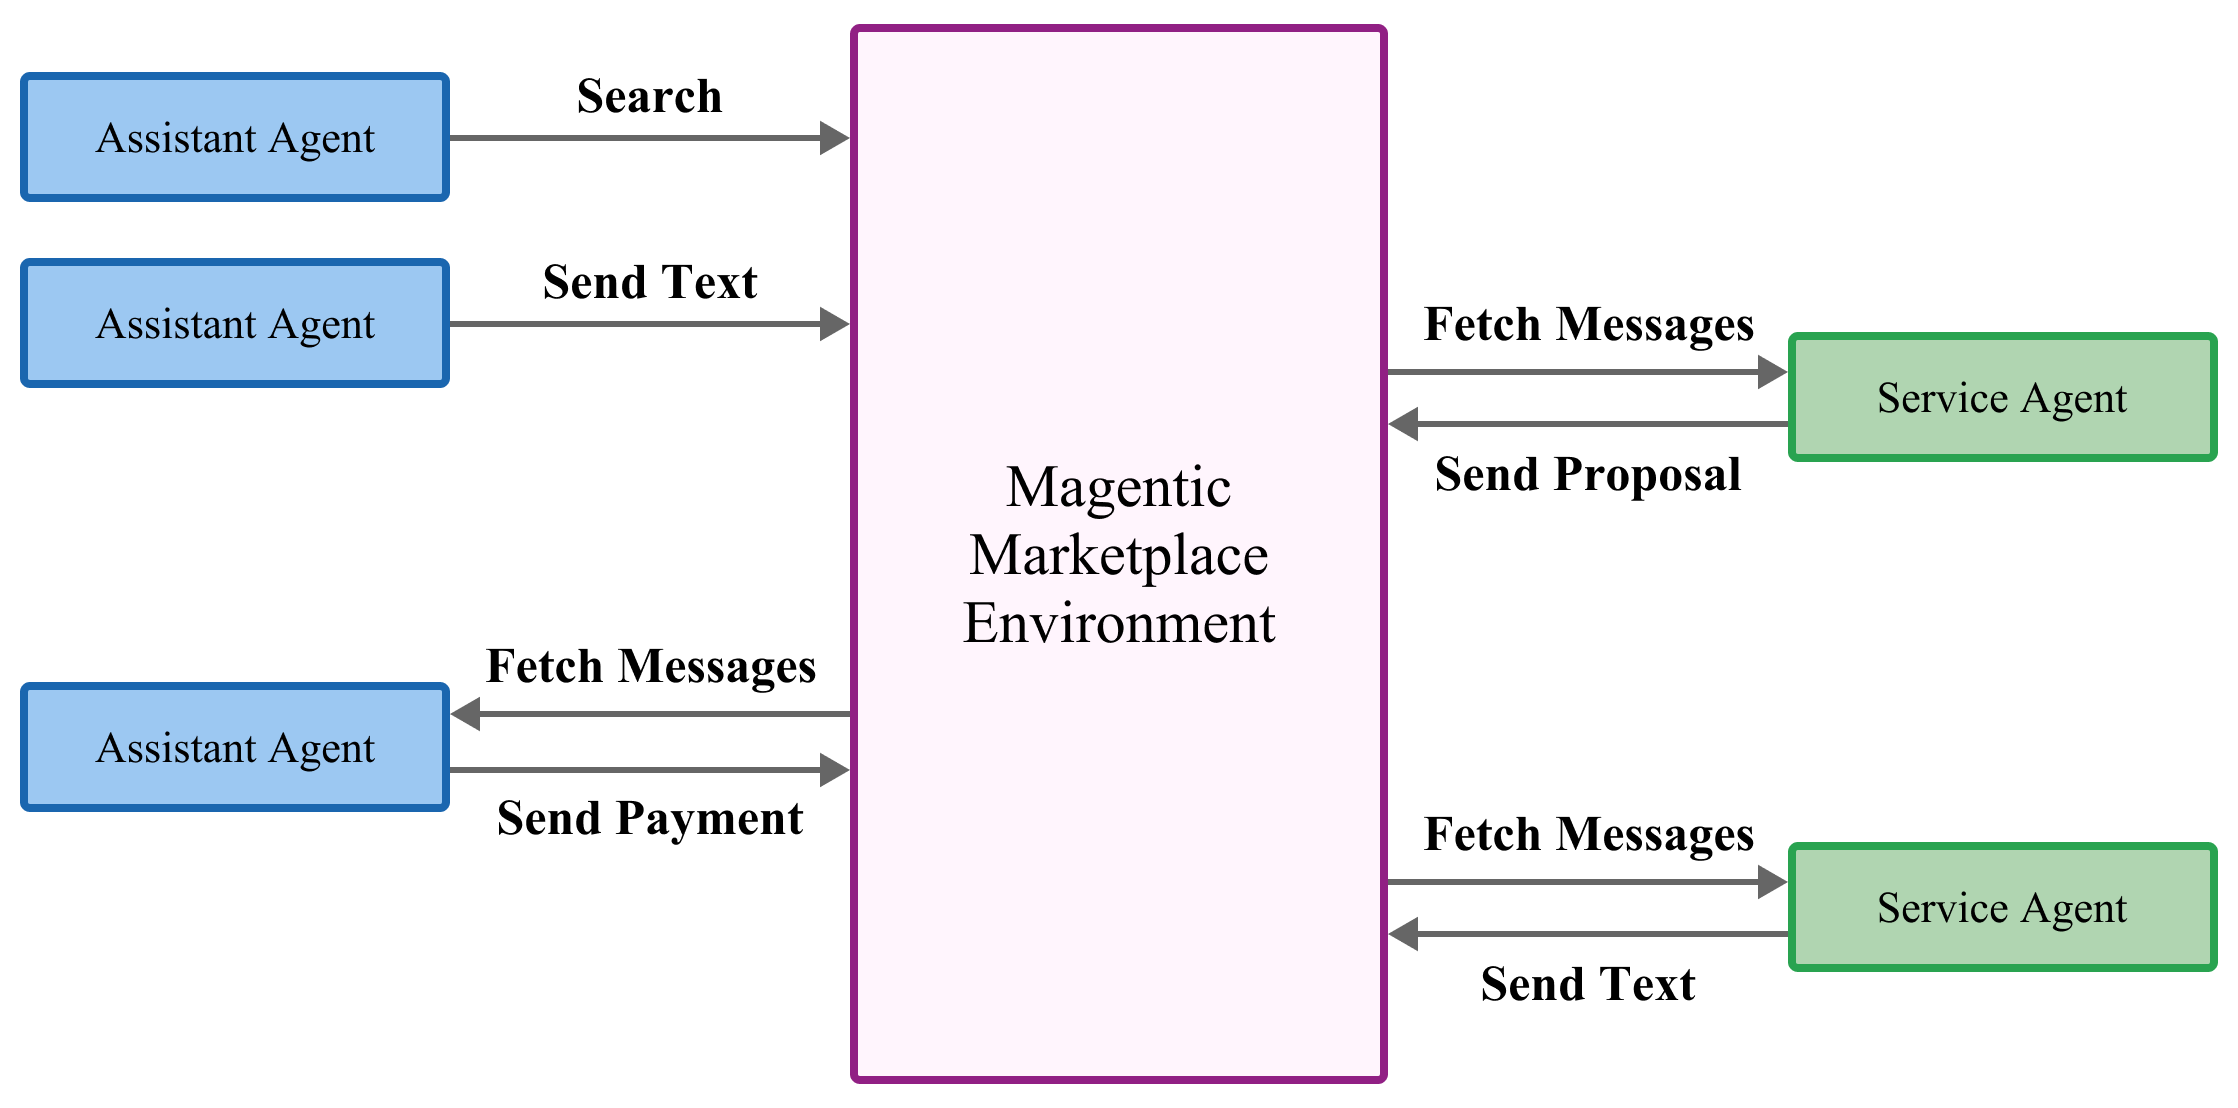 Search
Assistant Agent
Send Text
Assistant Agent
Fetch Messages
Service Agent
Send Proposal
Magentic
Marketplace
Environment
Fetch Messages
Assistant Agent
Send Payment
Fetch Messages
Service Agent
Send Text